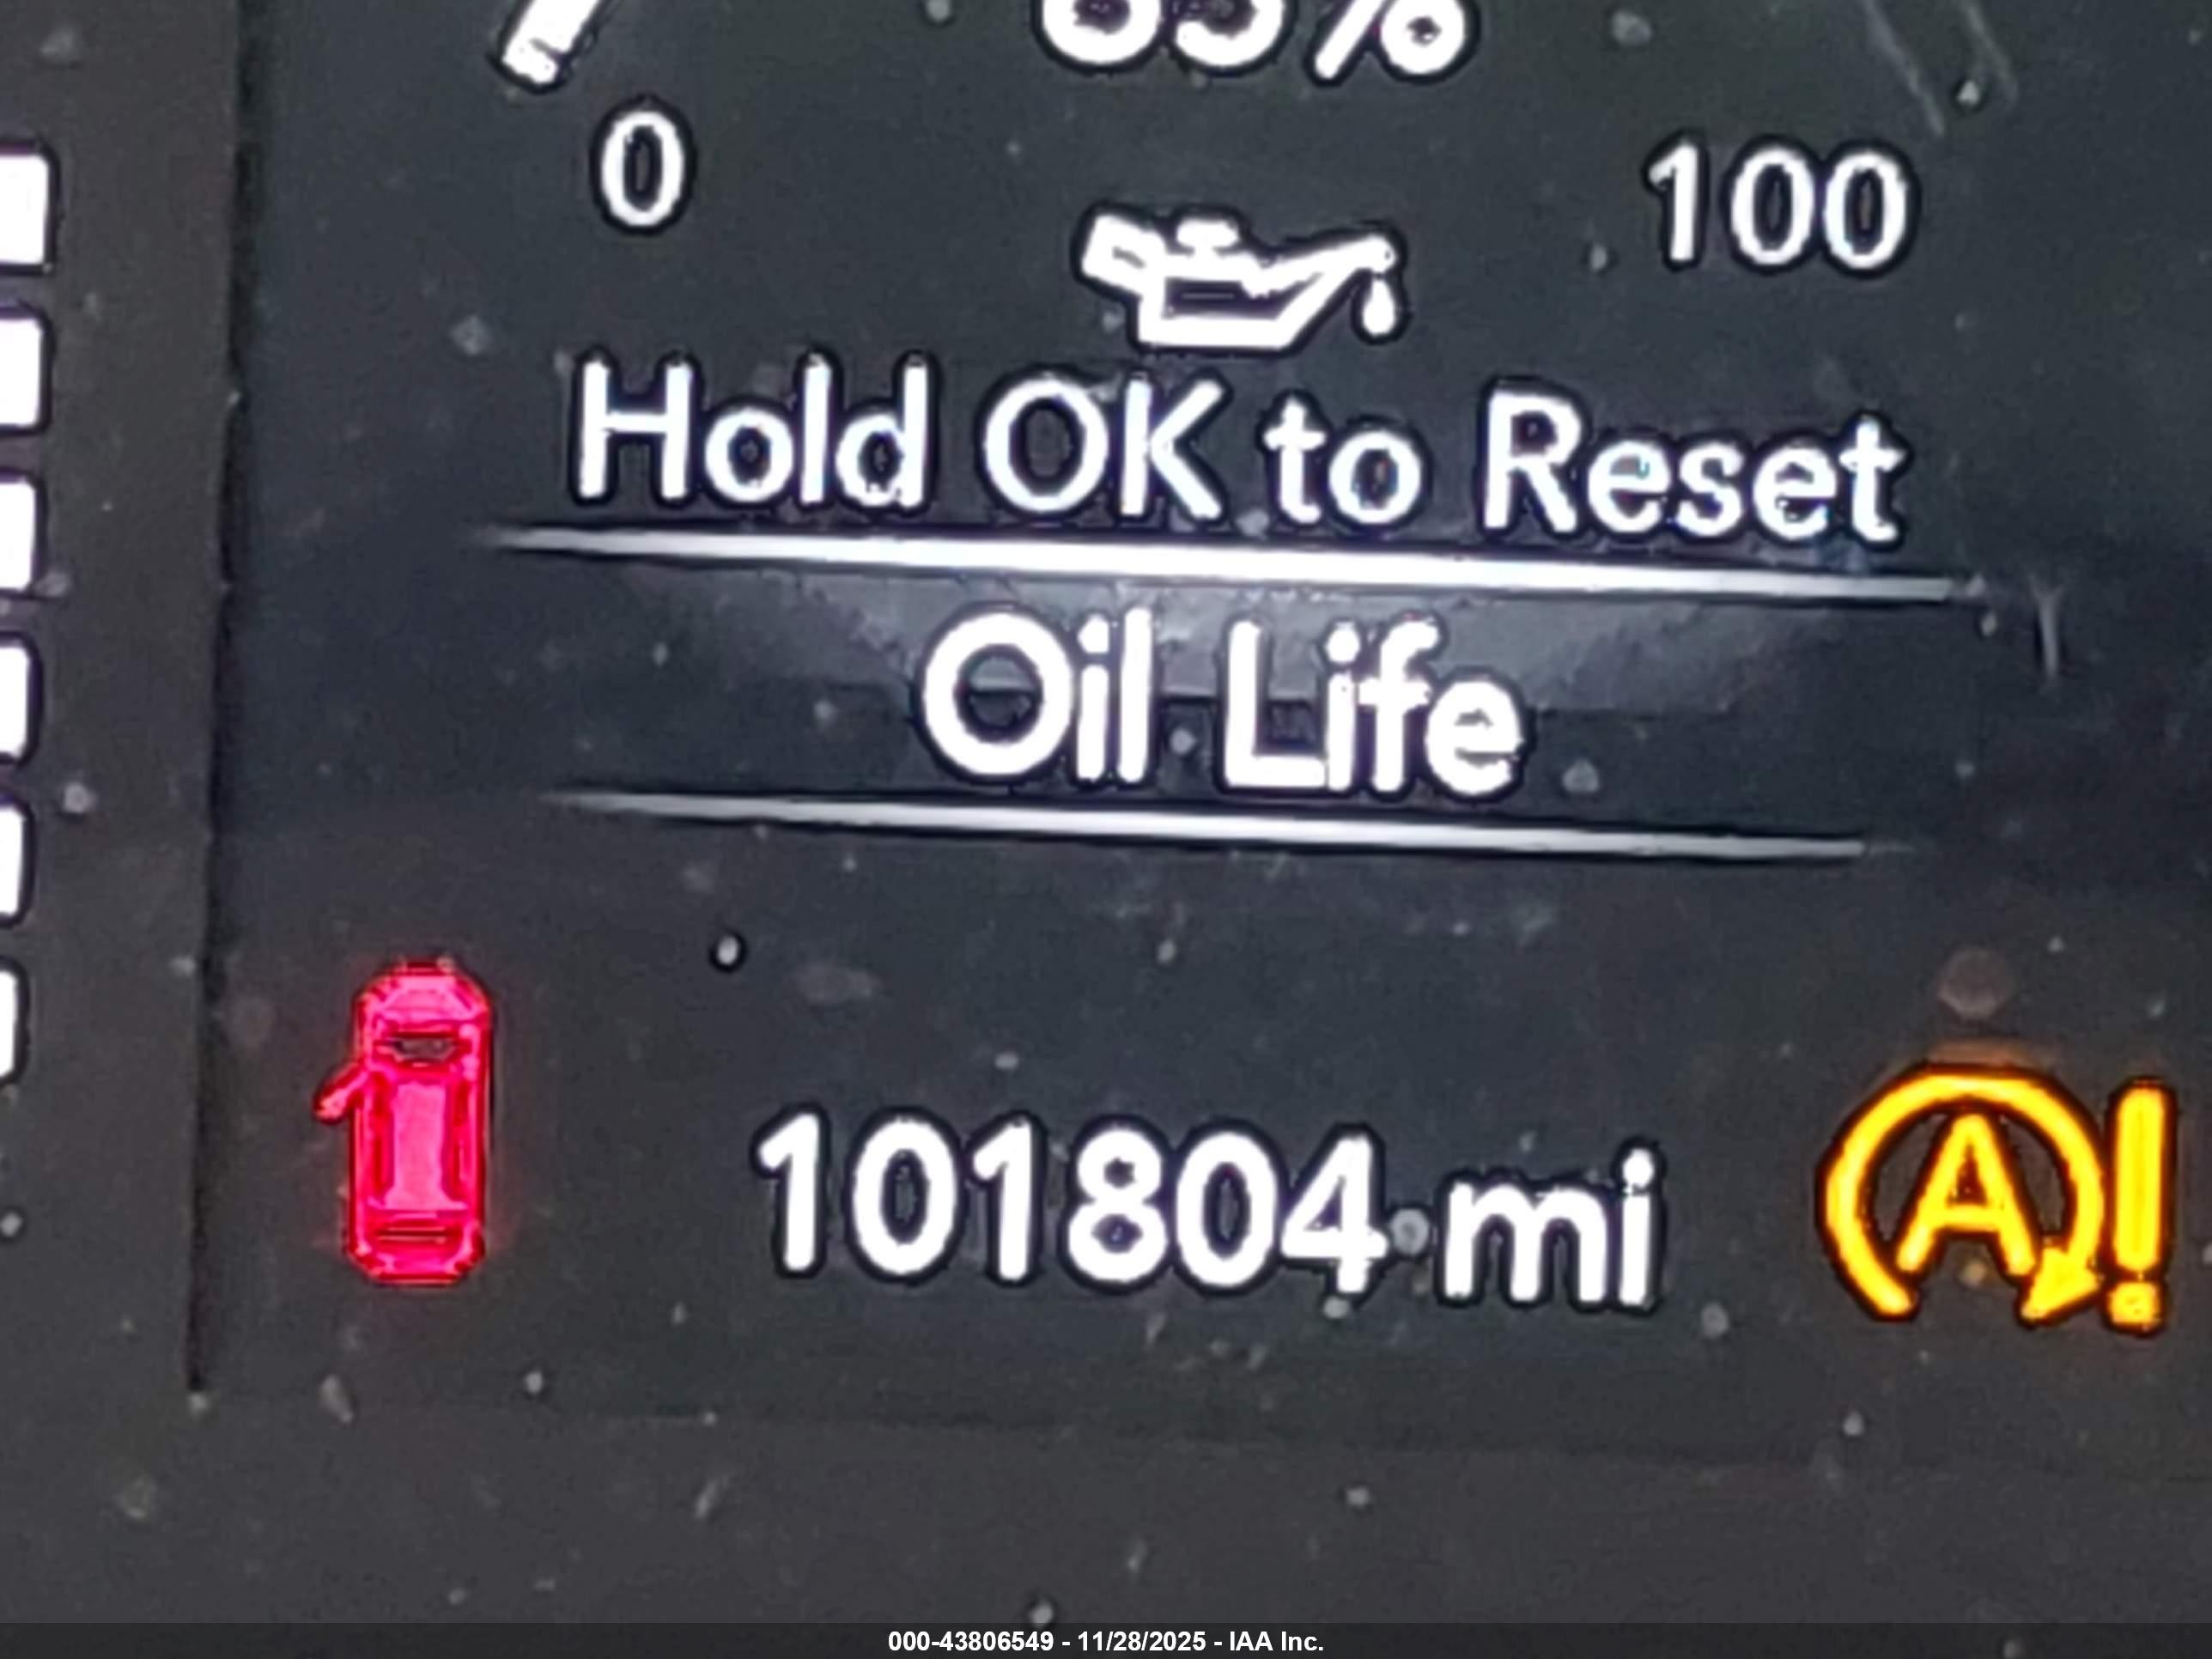 0
100
Hold OK to Reset
Oil Life
101804 mi
A!
000-43806549 - 11/28/2025 - IAA Inc.